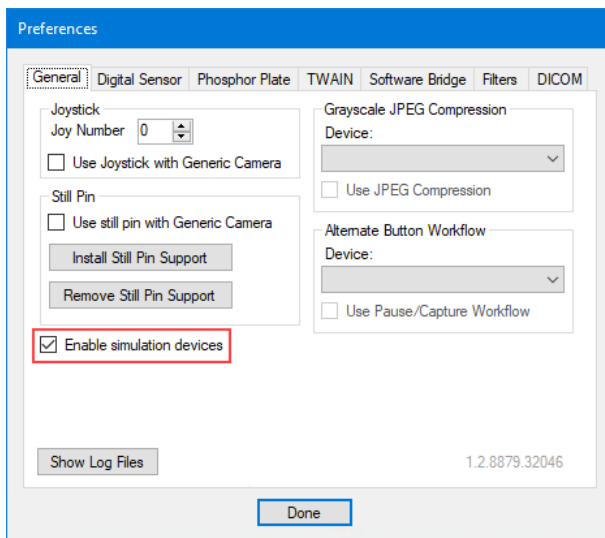 Preferences
General Digital Sensor Phosphor Plate TWAIN Software Bridge Filters DICOM
Joystick
Joy Number 0
Use Joystick with Generic Camera
Still Pin
Use still pin with Generic Camera
Install Still Pin Support
Remove Still Pin Support
Enable simulation devices
Grayscale JPEG Compression
Device:
Use JPEG Compression
Alternate Button Workflow
Device:
Use Pause/Capture Workflow
Show Log Files
1.2.8879.32046
Done